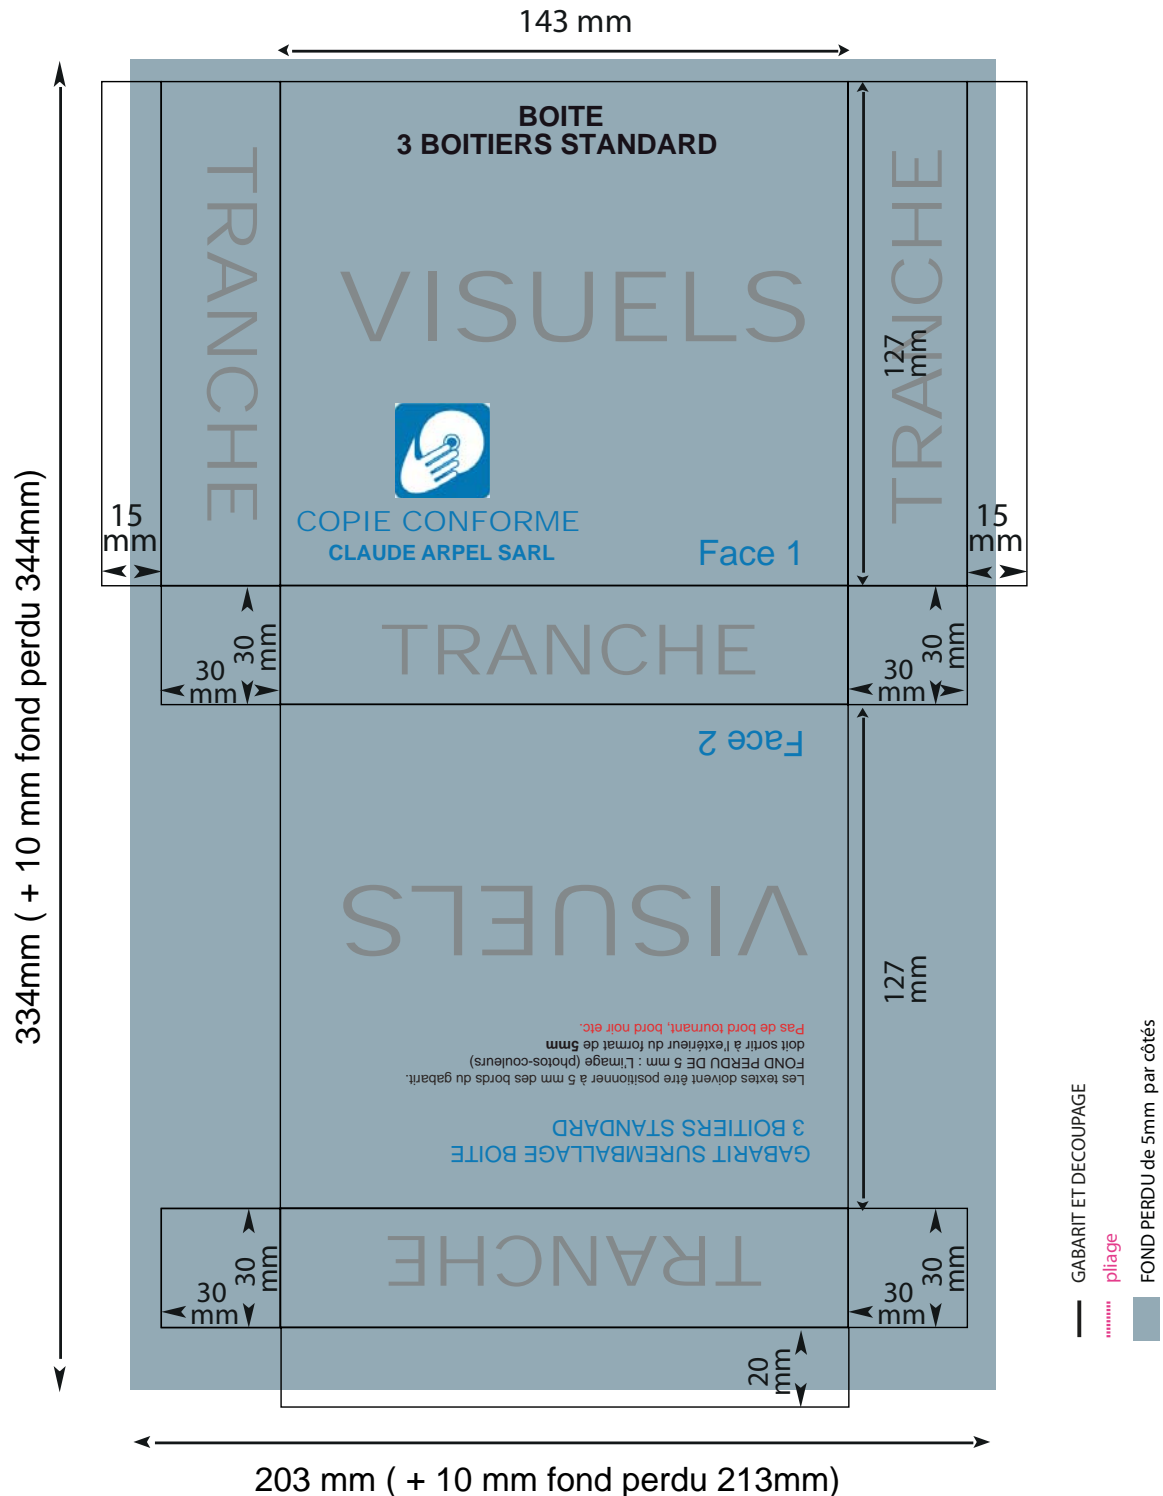 143 mm
BOITE
3 BOITIERS STANDARD
TRANCHE
TRANCHE
VISUELS
127
mm
COPIE CONFORME
CLAUDE ARPEL SARL
Face 1
15
mm
15
mm
334mm ( + 10 mm fond perdu 344mm)
TRANCHE
30
mm
30
mm
30
mm
30
mm
Face 2
VISUELS
127
mm
GABARIT SUREMBALLAGE BOITE
3 BOITIERS STANDARD
Les textes doivent être positionner à 5 mm des bords du gabarit.
FOND PERDU DE 5 mm : L'image (photos-couleurs)
doit sortir à l'extérieur du format de 5mm
Pas de bord tournant, bord noir etc.
TRANCHE
30
mm
30
mm
30
mm
30
mm
20
mm
203 mm ( + 10 mm fond perdu 213mm)
GABARIT ET DECOUPAGE
pliage
FOND PERDU de 5mm par côtés